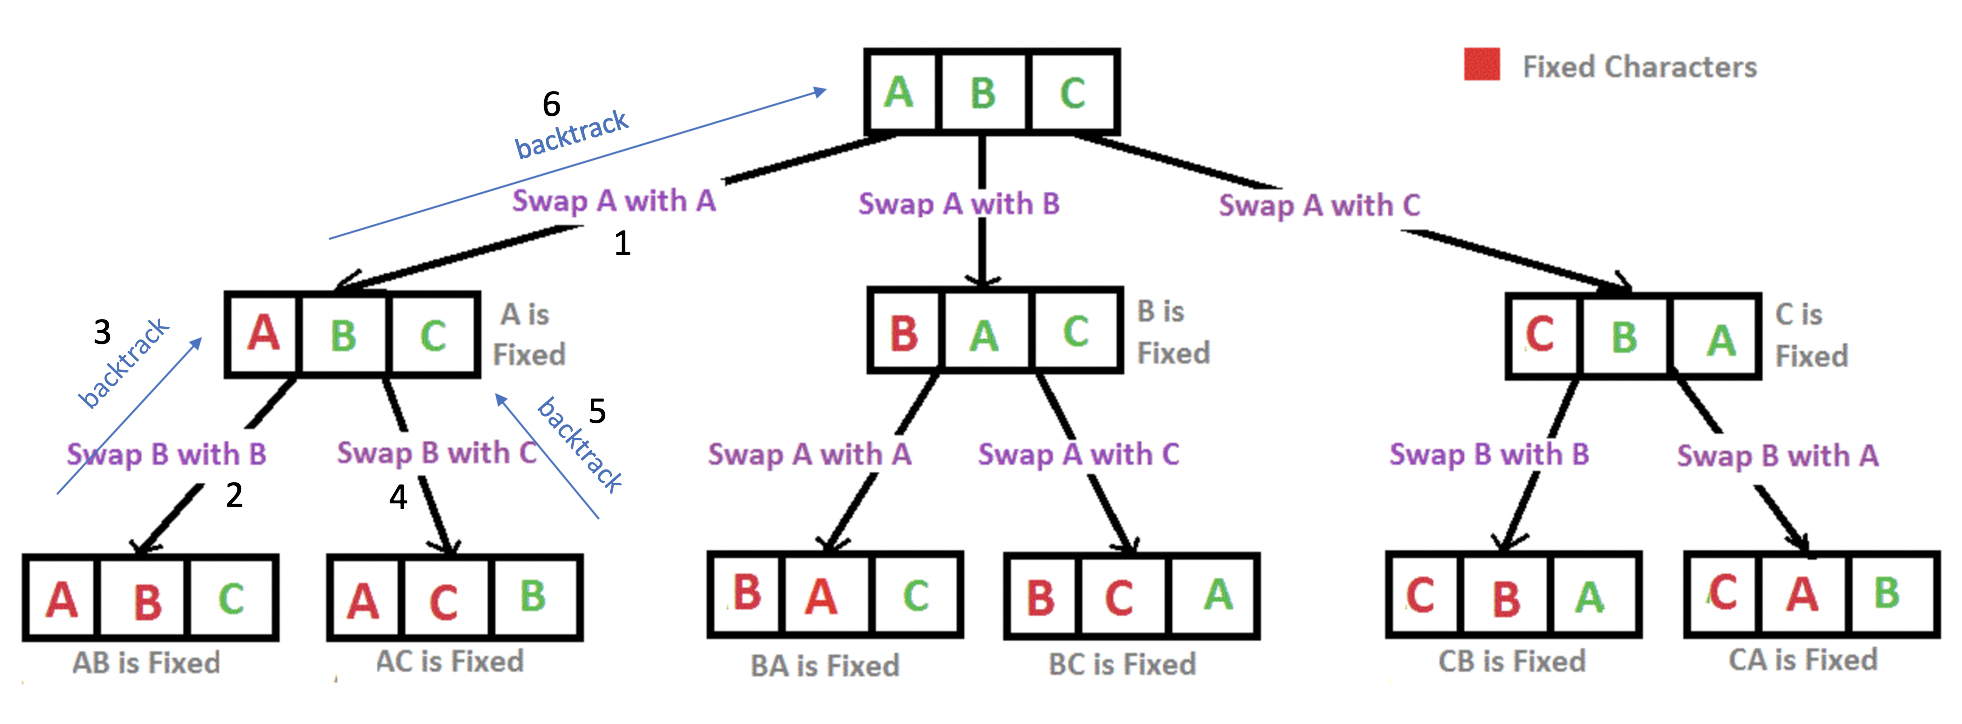 A B C
Fixed Characters
6
backtrack
Swap A with A
Swap A with B
Swap A with C
1
A B C
A is
Fixed
B A C
B is
Fixed
C B A
C is
Fixed
3
backtrack
5
backtrack
Swap B with B
Swap B with C
Swap A with A
Swap A with C
Swap B with B
Swap B with A
2
4
A B C
A C B
B A C
B C A
C B A
C A B
AB is Fixed
AC is Fixed
BA is Fixed
BC is Fixed
CB is Fixed
CA is Fixed